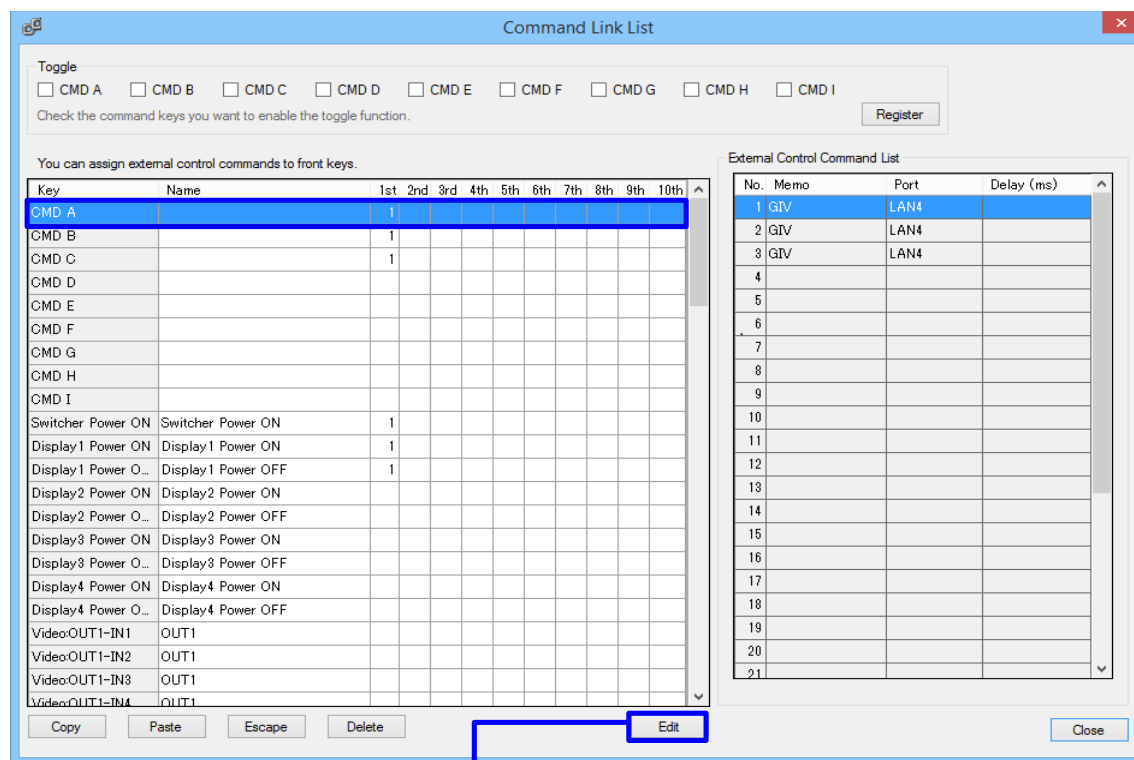 Command Link List
Toggle
CMD A CMD B CMD C CMD D CMD E CMD F CMD G CMD H CMD I
Check the command keys you want to enable the toggle function.
Register
You can assign external control commands to front keys.
Key Name 1st 2nd 3rd 4th 5th 6th 7th 8th 9th 10th
CMD A 1
CMD B 1
CMD C 1
CMD D
CMD E
CMD F
CMD G
CMD H
CMD I
Switcher Power ON Switcher Power ON 1
Display1 Power ON Display1 Power ON 1
Display1 Power O... Display1 Power OFF 1
Display2 Power ON Display2 Power ON
Display2 Power O... Display2 Power OFF
Display3 Power ON Display3 Power ON
Display3 Power O... Display3 Power OFF
Display4 Power ON Display4 Power ON
Display4 Power O... Display4 Power OFF
Video:OUT1-IN1 OUT1
Video:OUT1-IN2 OUT1
Video:OUT1-IN3 OUT1
Video:OUT1-IN4 OUT1
Copy Paste Escape Delete Edit
External Control Command List
No. Memo Port Delay (ms)
1 GIV LAN4
2 GIV LAN4
3 GIV LAN4
4
5
6
7
8
9
10
11
12
13
14
15
16
17
18
19
20
21
Close